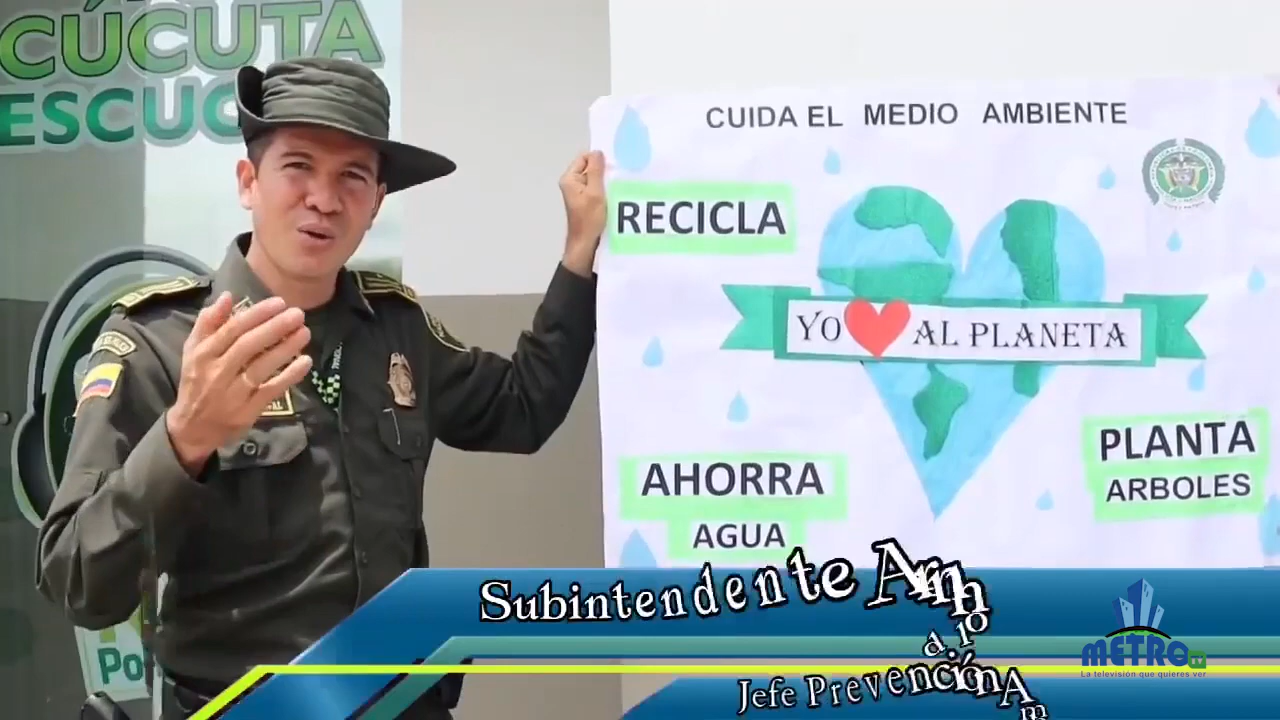 CÚCUTA
ESCUC
CUIDA EL MEDIO AMBIENTE
RECICLA
YO AL PLANETA
AHORRA
AGUA
PLANTA
ARBOLES
Subintendente
Jefe Prevención
METRO TV
La televisión que quieres ver